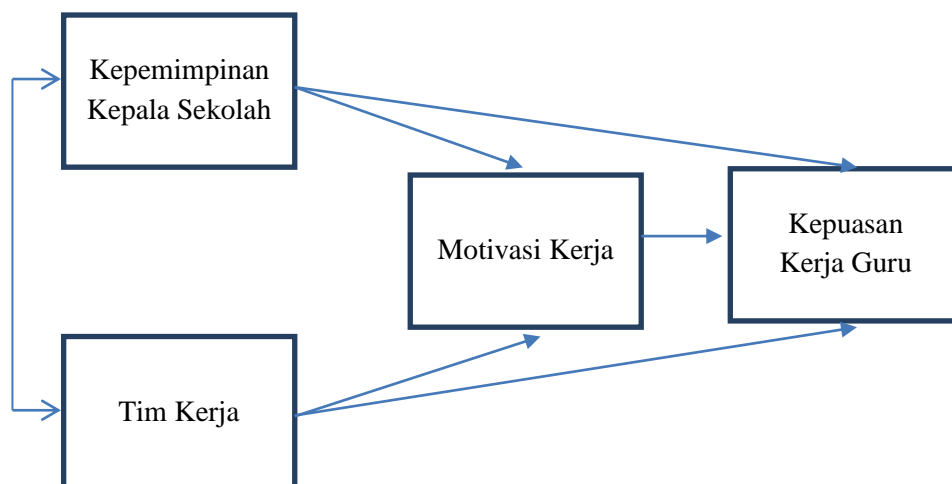 Kepemimpinan
Kepala Sekolah
Motivasi Kerja
Kepuasan
Kerja Guru
Tim Kerja